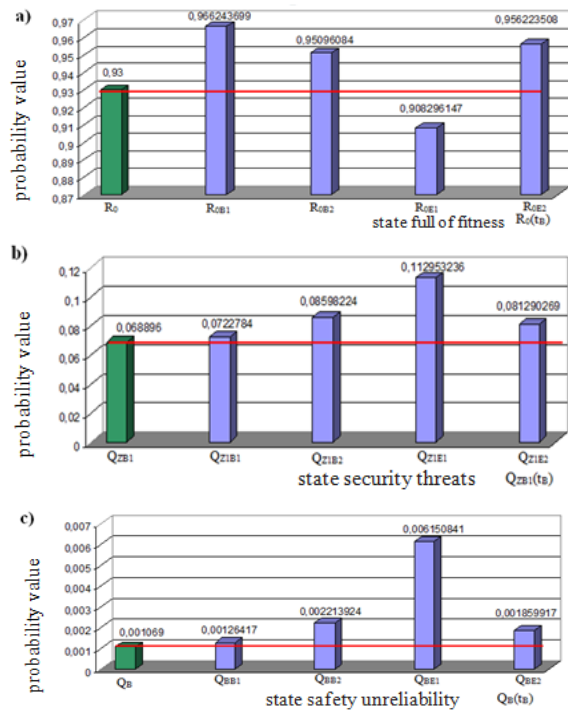 a)
probability value
0,97
0,96
0,95
0,94
0,93
0,92
0,91
0,9
0,89
0,88
0,87
0,93
0,966243699
0,95096084
0,908296147
0,956223508
R0
R0B1
R0B2
R0E1
R0E2
state full of fitness
R0(tB)
b)
probability value
0,12
0,1
0,08
0,06
0,04
0,02
0
0,068896
0,0722784
0,08598224
0,112953236
0,081290269
QZB1
QZ1B1
QZ1B2
QZ1E1
QZ1E2
state security threats
QZB1(tB)
c)
probability value
0,007
0,006
0,005
0,004
0,003
0,002
0,001
0
0,001069
0,00126417
0,002213924
0,006150841
0,001859917
QB
QBB1
QBB2
QBE1
QBE2
state safety unreliability
QB(tB)